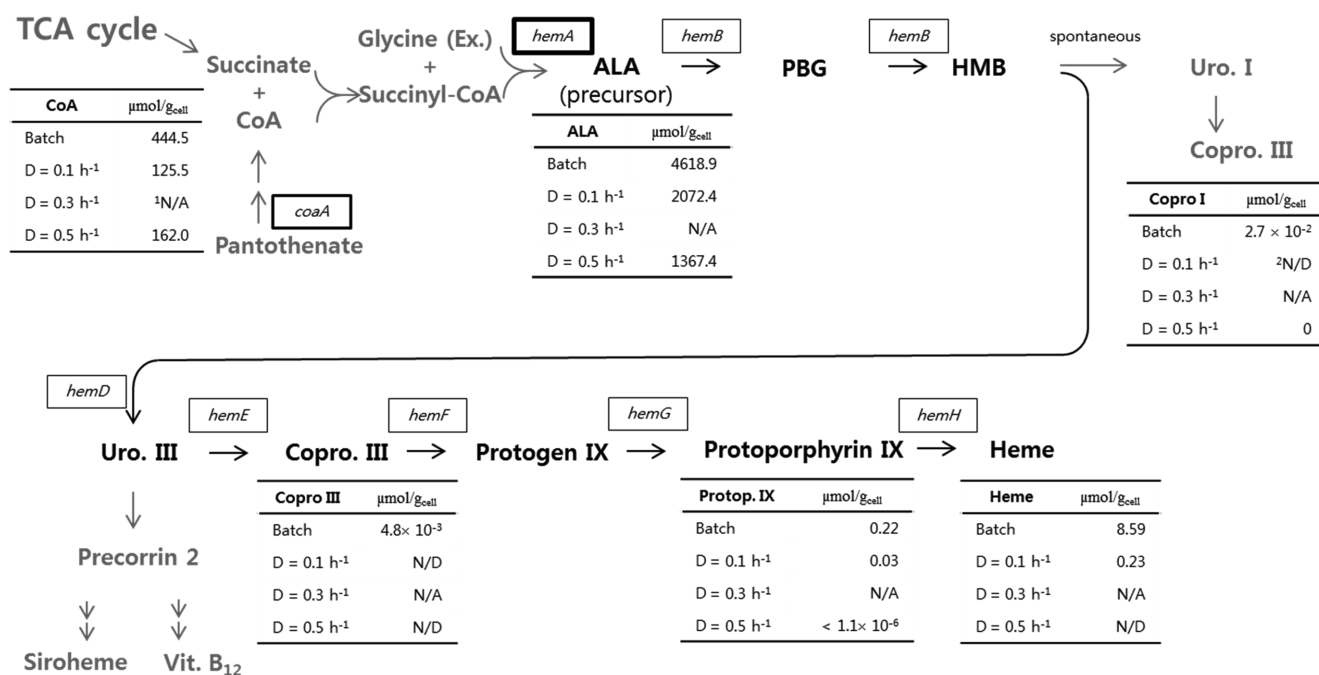 TCA cycle
Succinate
+
CoA
Glycine (Ex.)
+
Succinyl-CoA
hemA
ALA
(precursor)
hemB
PBG
hemB
HMB
spontaneous
Uro. I
Copro. III
coaA
Pantothenate
CoA μmol/gcell
Batch 444.5
D = 0.1 h-1 125.5
D = 0.3 h-1 1N/A
D = 0.5 h-1 162.0
ALA μmol/gcell
Batch 4618.9
D = 0.1 h-1 2072.4
D = 0.3 h-1 N/A
D = 0.5 h-1 1367.4
Copro I μmol/gcell
Batch 2.7 × 10-2
D = 0.1 h-1 2N/D
D = 0.3 h-1 N/A
D = 0.5 h-1 0
hemD
Uro. III
hemE
Copro. III
hemF
Protogen IX
hemG
Protoporphyrin IX
hemH
Heme
Precorrin 2
Siroheme
Vit. B12
Copro III μmol/gcell
Batch 4.8× 10-3
D = 0.1 h-1 N/D
D = 0.3 h-1 N/A
D = 0.5 h-1 N/D
Protop. IX μmol/gcell
Batch 0.22
D = 0.1 h-1 0.03
D = 0.3 h-1 N/A
D = 0.5 h-1 < 1.1× 10-6
Heme μmol/gcell
Batch 8.59
D = 0.1 h-1 0.23
D = 0.3 h-1 N/A
D = 0.5 h-1 N/D